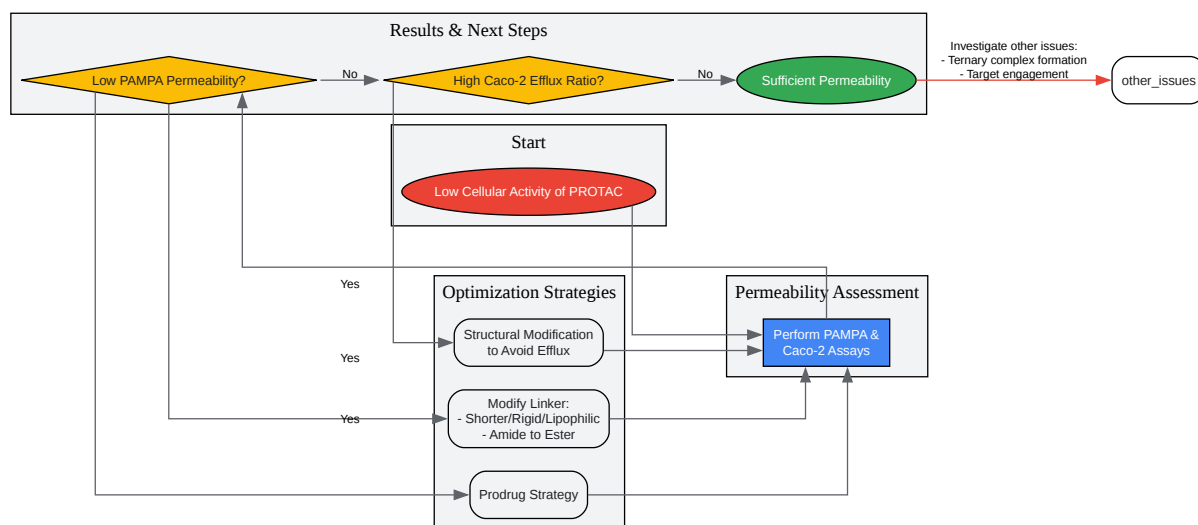 Results & Next Steps
Low PAMPA Permeability?
No
High Caco-2 Efflux Ratio?
No
Sufficient Permeability
Investigate other issues:
- Ternary complex formation
- Target engagement
other_issues
Start
Low Cellular Activity of PROTAC
Yes
Optimization Strategies
Permeability Assessment
Structural Modification
to Avoid Efflux
Perform PAMPA &
Caco-2 Assays
Yes
Modify Linker:
- Shorter/Rigid/Lipophilic
- Amide to Ester
Yes
Prodrug Strategy